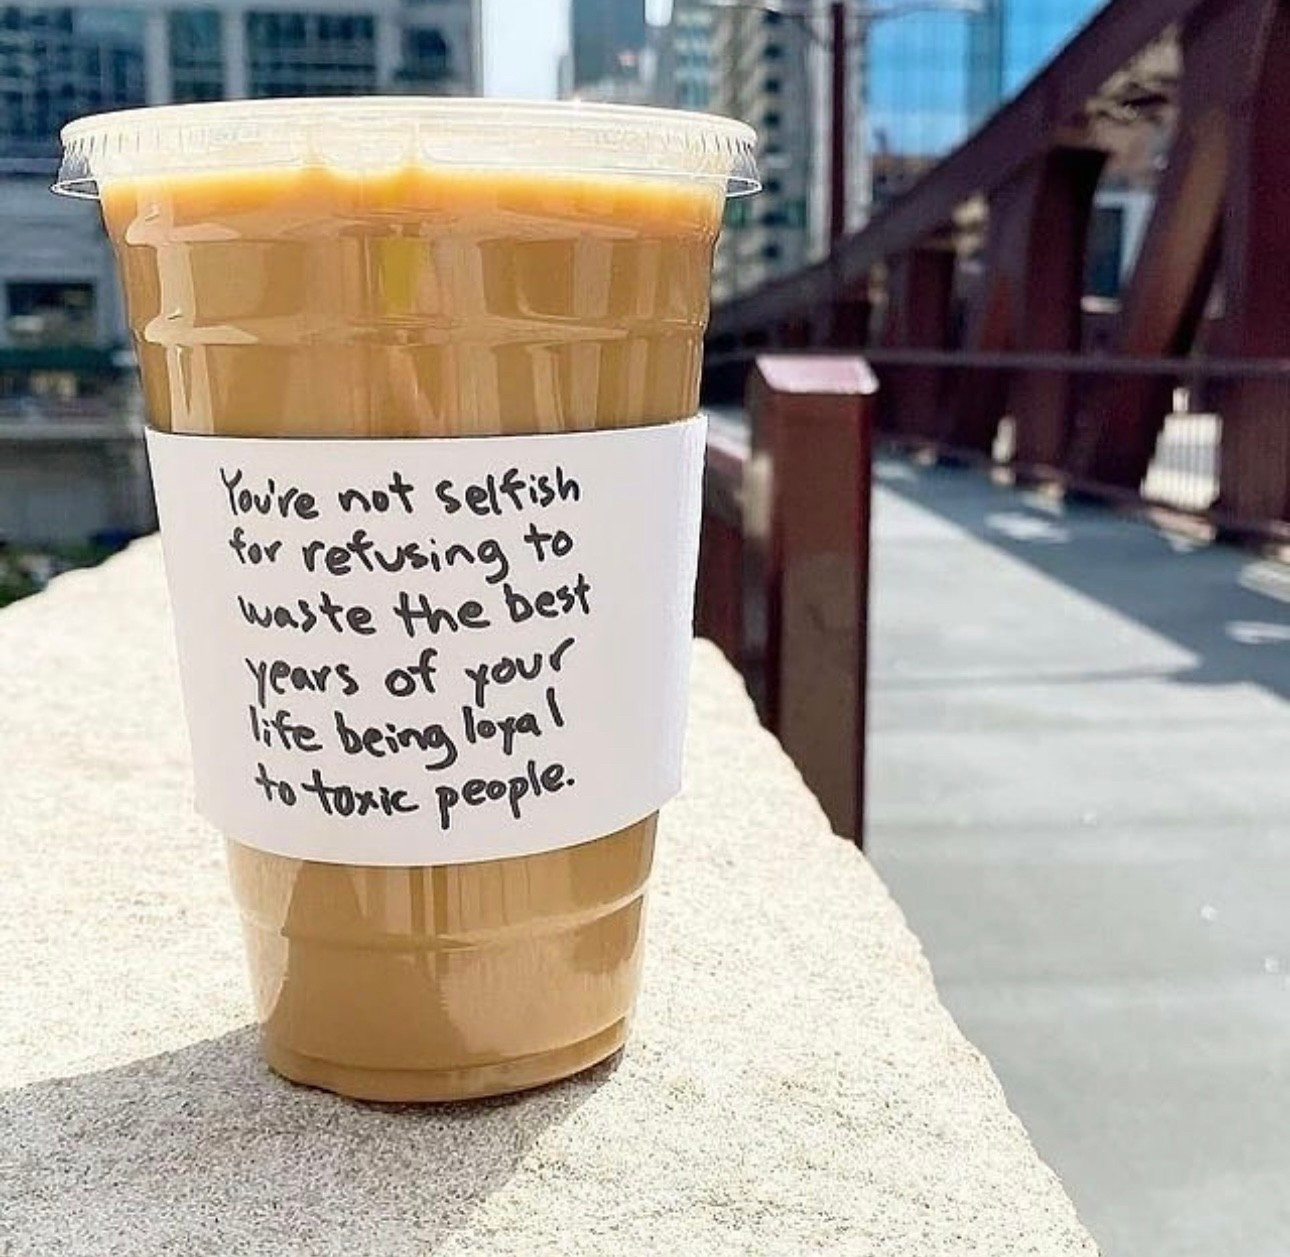 You're not selfish
for refusing to
waste the best
years of your
life being loyal
to toxic people.